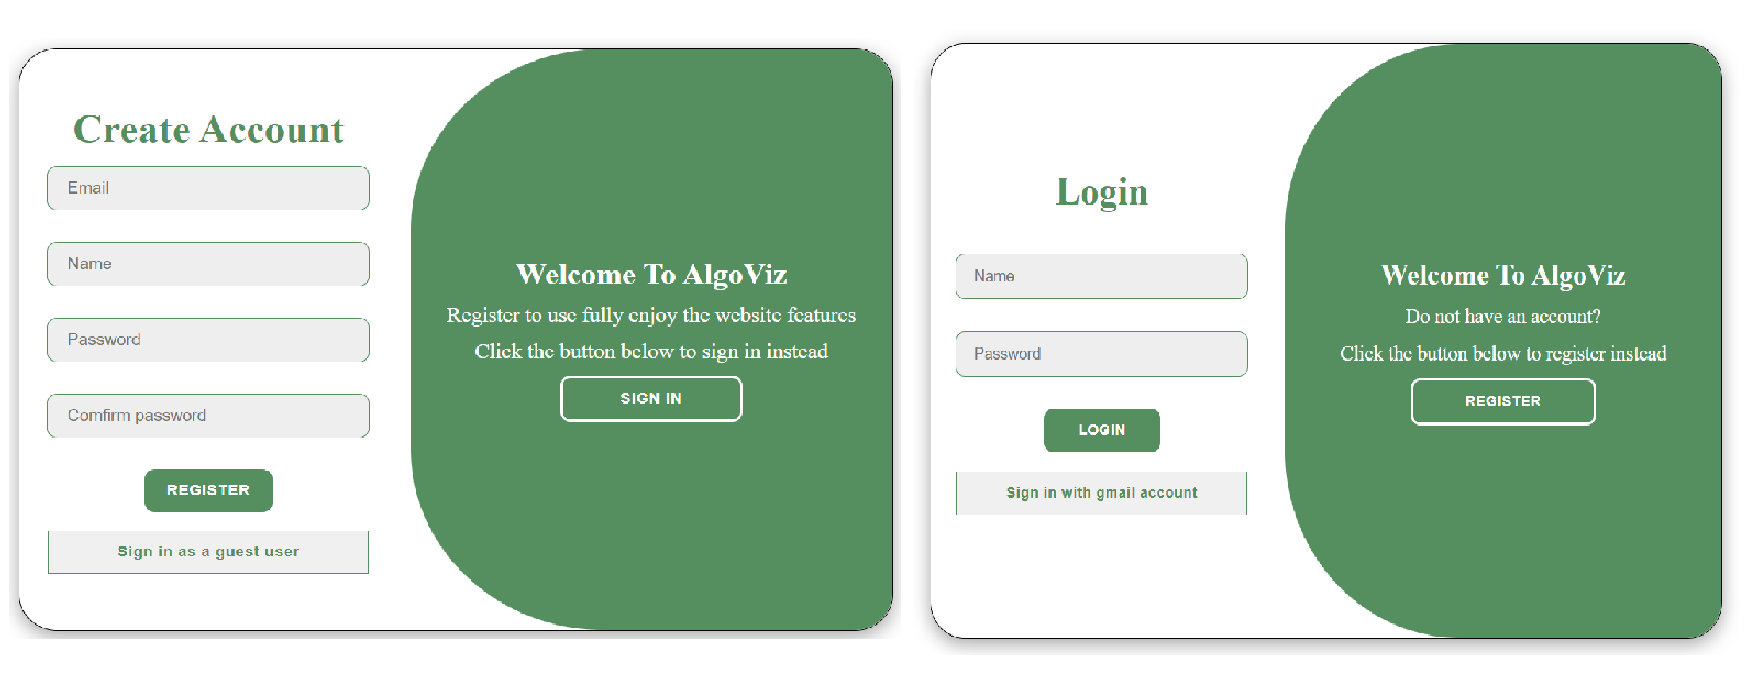 Create Account
Email
Name
Password
Comfirm password
REGISTER
Sign in as a guest user
Welcome To AlgoViz
Register to use fully enjoy the website features
Click the button below to sign in instead
SIGN IN
Login
Name
Password
LOGIN
Sign in with gmail account
Welcome To AlgoViz
Do not have an account?
Click the button below to register instead
REGISTER